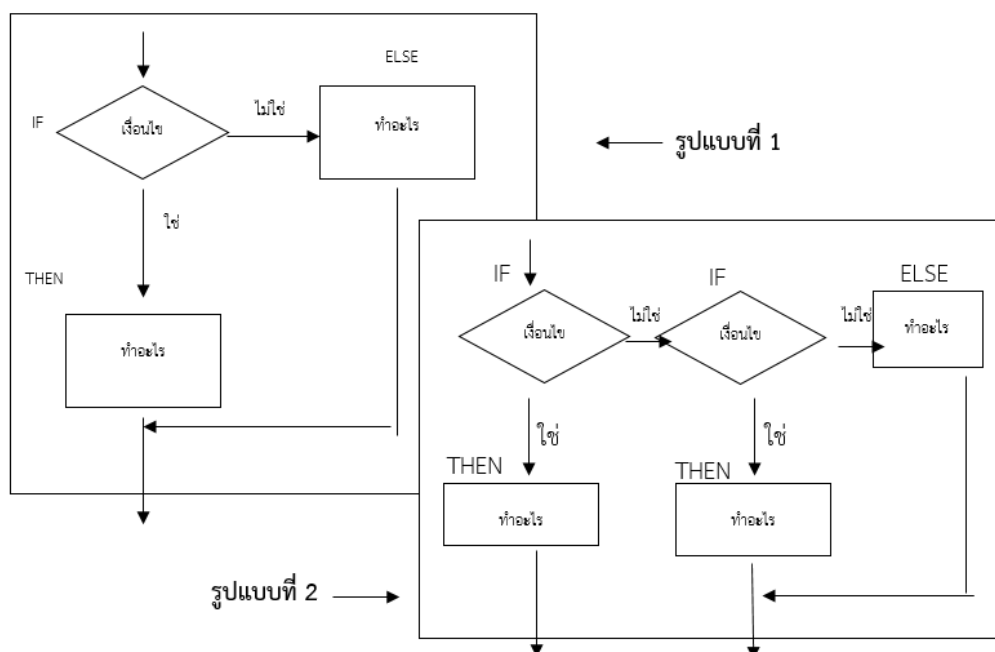 ELSE
IF
เงื่อนไข
ไม่ใช่
ทำอะไร
รูปแบบที่ 1
ใช่
THEN
ทำอะไร
IF
IF
ELSE
เงื่อนไข
ไม่ใช่
เงื่อนไข
ไม่ใช่
ทำอะไร
ใช่
ใช่
THEN
THEN
ทำอะไร
ทำอะไร
รูปแบบที่ 2